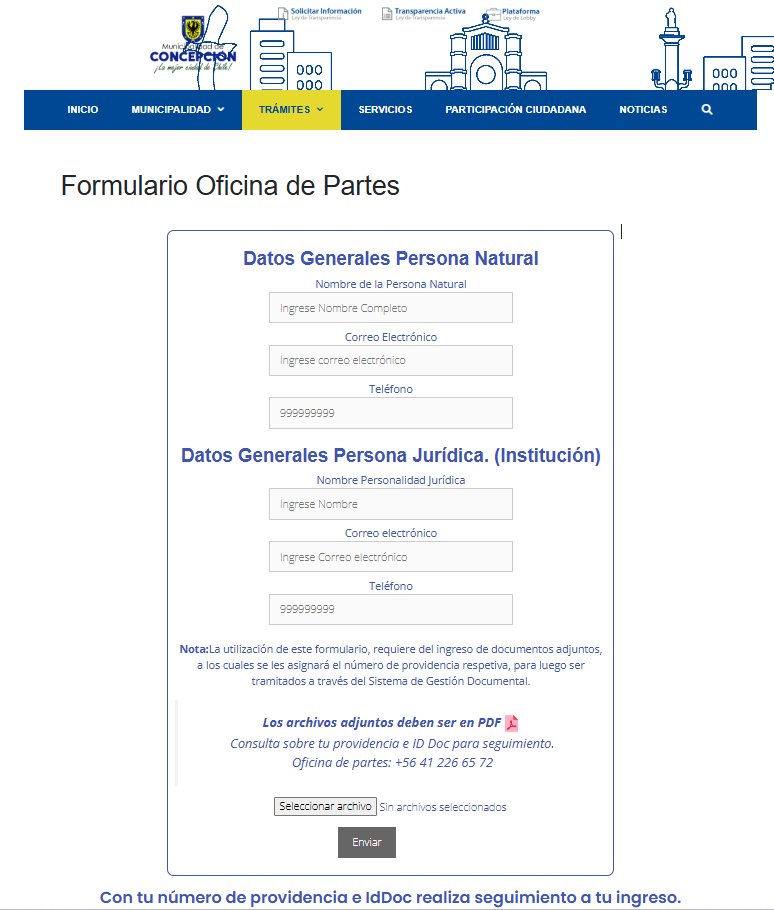 Solicitar Información
Ley de Transparencia
Transparencia Activa
Ley de Transparencia
Plataforma
Ley de Lobby
Municipalidad de
CONCEPCIÓN
¡La mejor ciudad de Chile!
INICIO
MUNICIPALIDAD
TRÁMITES
SERVICIOS
PARTICIPACIÓN CIUDADANA
NOTICIAS
Formulario Oficina de Partes
Datos Generales Persona Natural
Nombre de la Persona Natural
Ingrese Nombre Completo
Correo Electrónico
Ingrese correo electrónico
Teléfono
999999999
Datos Generales Persona Jurídica. (Institución)
Nombre Personalidad Jurídica
Ingrese Nombre
Correo electrónico
Ingrese Correo electrónico
Teléfono
999999999
Nota:La utilización de este formulario, requiere del ingreso de documentos adjuntos,
a los cuales se les asignará el número de providencia respetiva, para luego ser
tramitados a través del Sistema de Gestión Documental.
Los archivos adjuntos deben ser en PDF
Consulta sobre tu providencia e ID Doc para seguimiento.
Oficina de partes: +56 41 226 65 72
Seleccionar archivo Sin archivos seleccionados
Enviar
Con tu número de providencia e IdDoc realiza seguimiento a tu ingreso.